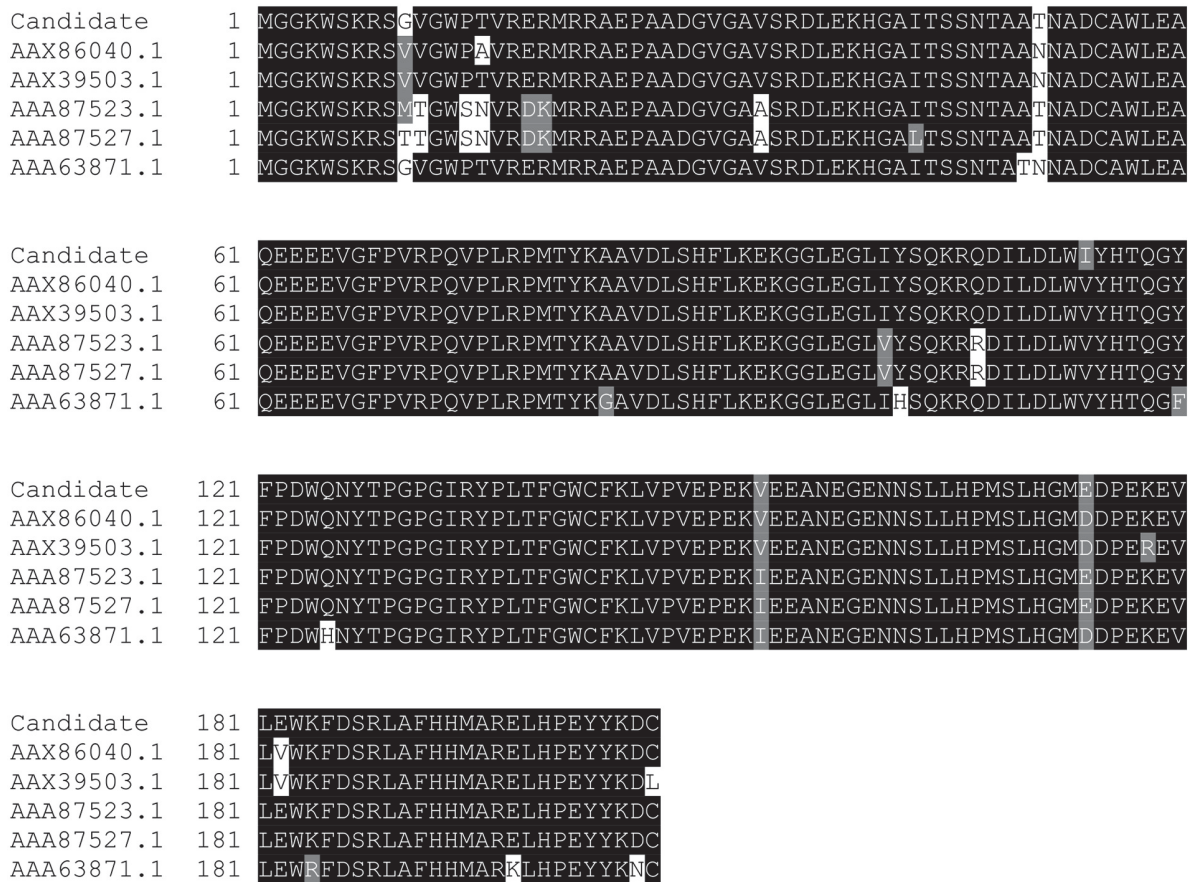 Candidate 1 MGGKWSKRSGVGWPTVRERMRRAEPAADGVGAVSRDLEKHGAITSSNTAATNADCAWLEA
AAX86040.1 1 MGGKWSKRSVVGWPAVRERMRRAEPAADGVGAVSRDLEKHGAITSSNTAANNADCAWLEA
AAX39503.1 1 MGGKWSKRSVVGWPTVRERMRRAEPAADGVGAVSRDLEKHGAITSSNTAANNADCAWLEA
AAA87523.1 1 MGGKWSKRSMTGWSNVRDKMRRAEPAADGVGAASRDLEKHGAITSSNTAATNADCAWLEA
AAA87527.1 1 MGGKWSKRSTTGWSNVRDKMRRAEPAADGVGAASRDLEKHGALTSSNTAATNADCAWLEA
AAA63871.1 1 MGGKWSKRSGVGWPTVRERMRRAEPAADGVGAVSRDLEKHGAITSSNTATNNADCAWLEA
Candidate 61 QEEEEVGFPVRPQVPLRPMTYKAAVDLSHFLKEKGGLEGLIYSQKRQDILDLWIYHTQGY
AAX86040.1 61 QEEEEVGFPVRPQVPLRPMTYKAAVDLSHFLKEKGGLEGLIYSQKRQDILDLWVYHTQGY
AAX39503.1 61 QEEEEVGFPVRPQVPLRPMTYKAAVDLSHFLKEKGGLEGLIYSQKRQDILDLWVYHTQGY
AAA87523.1 61 QEEEEVGFPVRPQVPLRPMTYKAAVDLSHFLKEKGGLEGLVYSQKRRDILDLWVYHTQGY
AAA87527.1 61 QEEEEVGFPVRPQVPLRPMTYKAAVDLSHFLKEKGGLEGLVYSQKRRDILDLWVYHTQGY
AAA63871.1 61 QEEEEVGFPVRPQVPLRPMTYKGAVDLSHFLKEKGGLEGLIHSQKRQDILDLWVYHTQGF
Candidate 121 FPDWQNYTPGPGIRYPLTFGWCFKLVPVEPEKVEEANEGENNSLLHPMSLHGMEDPEKEV
AAX86040.1 121 FPDWQNYTPGPGIRYPLTFGWCFKLVPVEPEKVEEANEGENNSLLHPMSLHGMDDPEKEV
AAX39503.1 121 FPDWQNYTPGPGIRYPLTFGWCFKLVPVEPEKVEEANEGENNSLLHPMSLHGMDDPEREV
AAA87523.1 121 FPDWQNYTPGPGIRYPLTFGWCFKLVPVEPEKIEEANEGENNSLLHPMSLHGMEDPEKEV
AAA87527.1 121 FPDWQNYTPGPGIRYPLTFGWCFKLVPVEPEKIEEANEGENNSLLHPMSLHGMEDPEKEV
AAA63871.1 121 FPDWHNYTPGPGIRYPLTFGWCFKLVPVEPEKIEEANEGENNSLLHPMSLHGMDDPEKEV
Candidate 181 LEWKFDSRLAFHHMARELHPEYYKDC
AAX86040.1 181 LVWKFDSRLAFHHMARELHPEYYKDC
AAX39503.1 181 LVWKFDSRLAFHHMARELHPEYYKDL
AAA87523.1 181 LEWKFDSRLAFHHMARELHPEYYKDC
AAA87527.1 181 LEWKFDSRLAFHHMARELHPEYYKDC
AAA63871.1 181 LEWRFDSRLAFHHMARKLHPEYYKNC